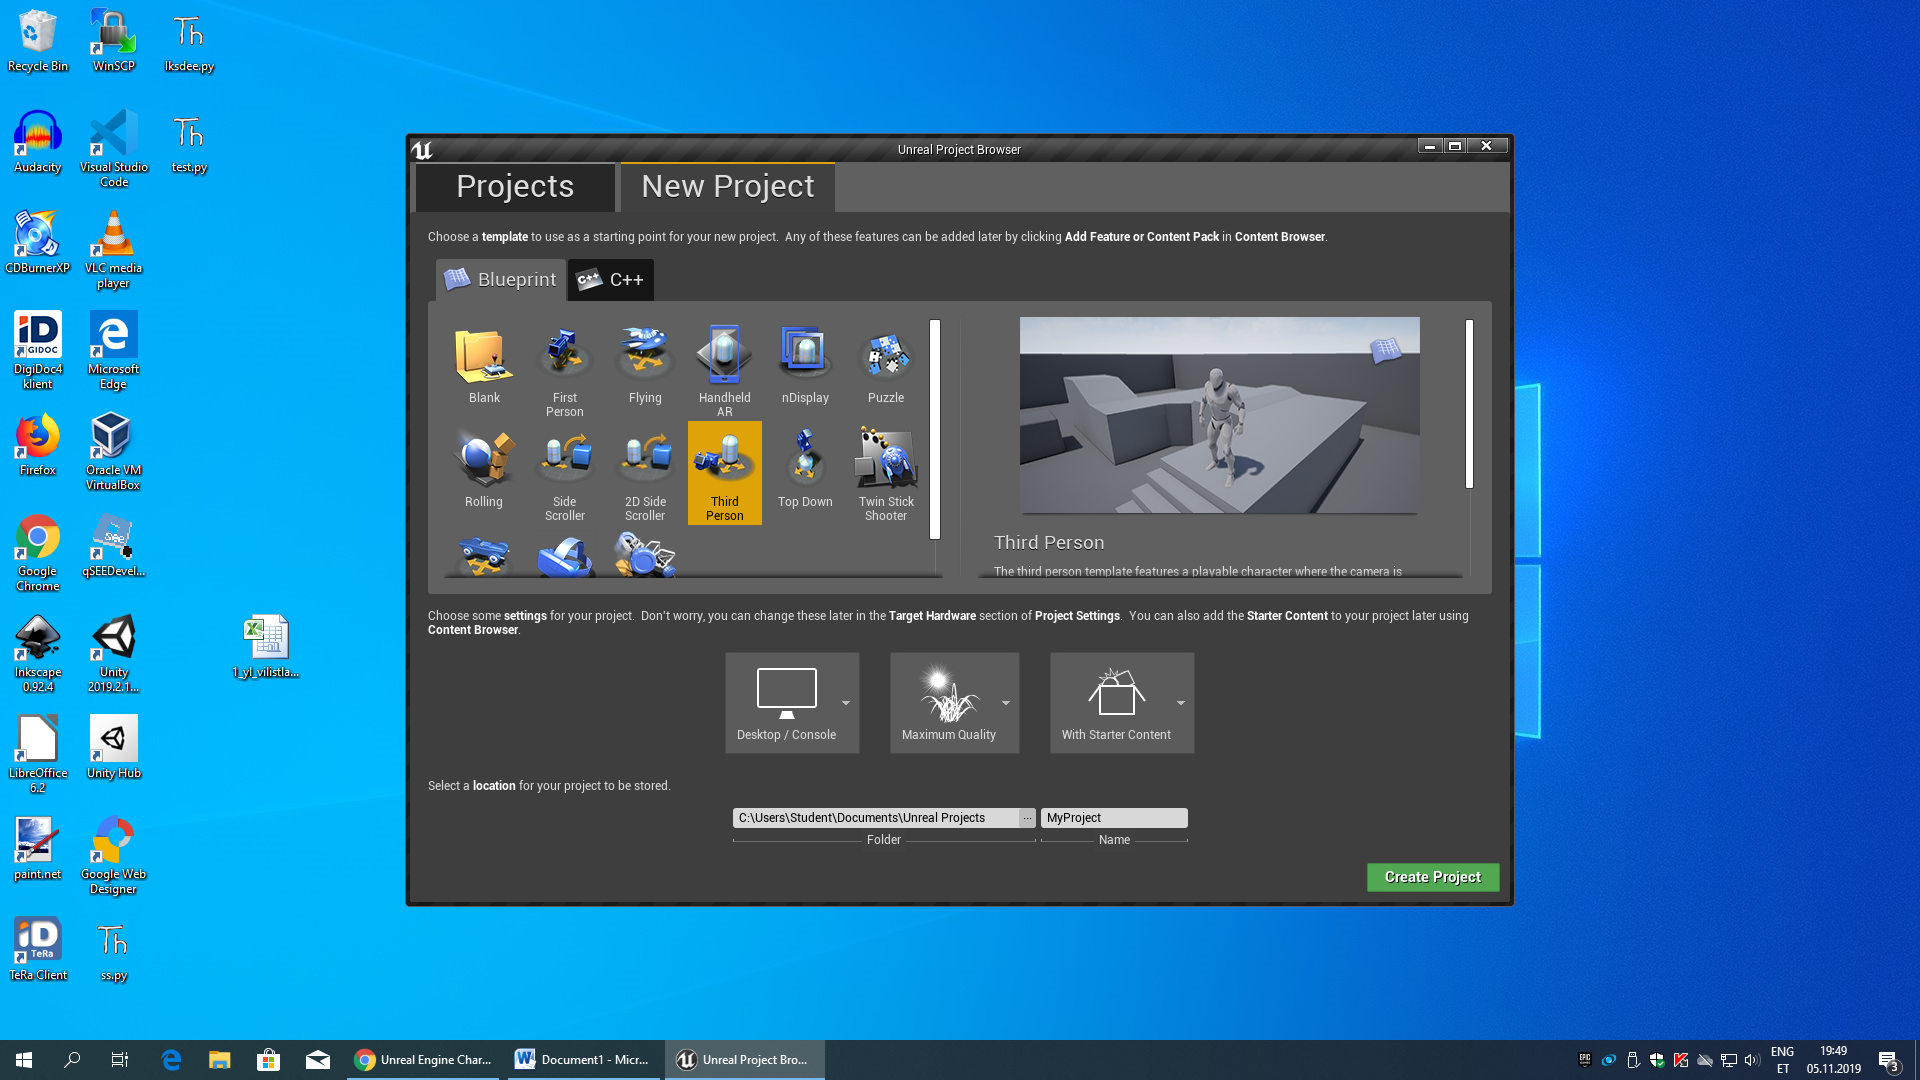 Recycle Bin
WinSCP
lksdee.py
Audacity
Visual Studio
Code
test.py
CDBurnerXP
VLC media
player
iD
GIDOC
DigiDoc4
klient
Microsoft
Edge
Firefox
Oracle VM
VirtualBox
Google
Chrome
See
qSEEDevel...
Inkscape
0.92.4
Unity
2019.2.1...
1_yl_vilistla...
LibreOffice
6.2
Unity Hub
paint.net
Google Web
Designer
iD
TeRa
TeRa Client
Th
ss.py
Th
Th
Unreal Project Browser
Projects
New Project
Choose a template to use as a starting point for your new project.  Any of these features can be added later by clicking Add Feature or Content Pack in Content Browser.
Blueprint
C++
C++
Blank
First
Person
Flying
Handheld
AR
nDisplay
Puzzle
Rolling
Side
Scroller
2D Side
Scroller
Third
Person
Top Down
Twin Stick
Shooter
Third Person
The third person template features a playable character where the camera is
Choose some settings for your project.  Don't worry, you can change these later in the Target Hardware section of Project Settings.  You can also add the Starter Content to your project later using
Content Browser.
Desktop / Console
Maximum Quality
With Starter Content
Select a location for your project to be stored.
C:\Users\Student\Documents\Unreal Projects
...
MyProject
Folder
Name
Create Project
Unreal Engine Char...
Document1 - Micr...
Unreal Project Bro...
EPIC
ENG
ET
19:49
05.11.2019
3